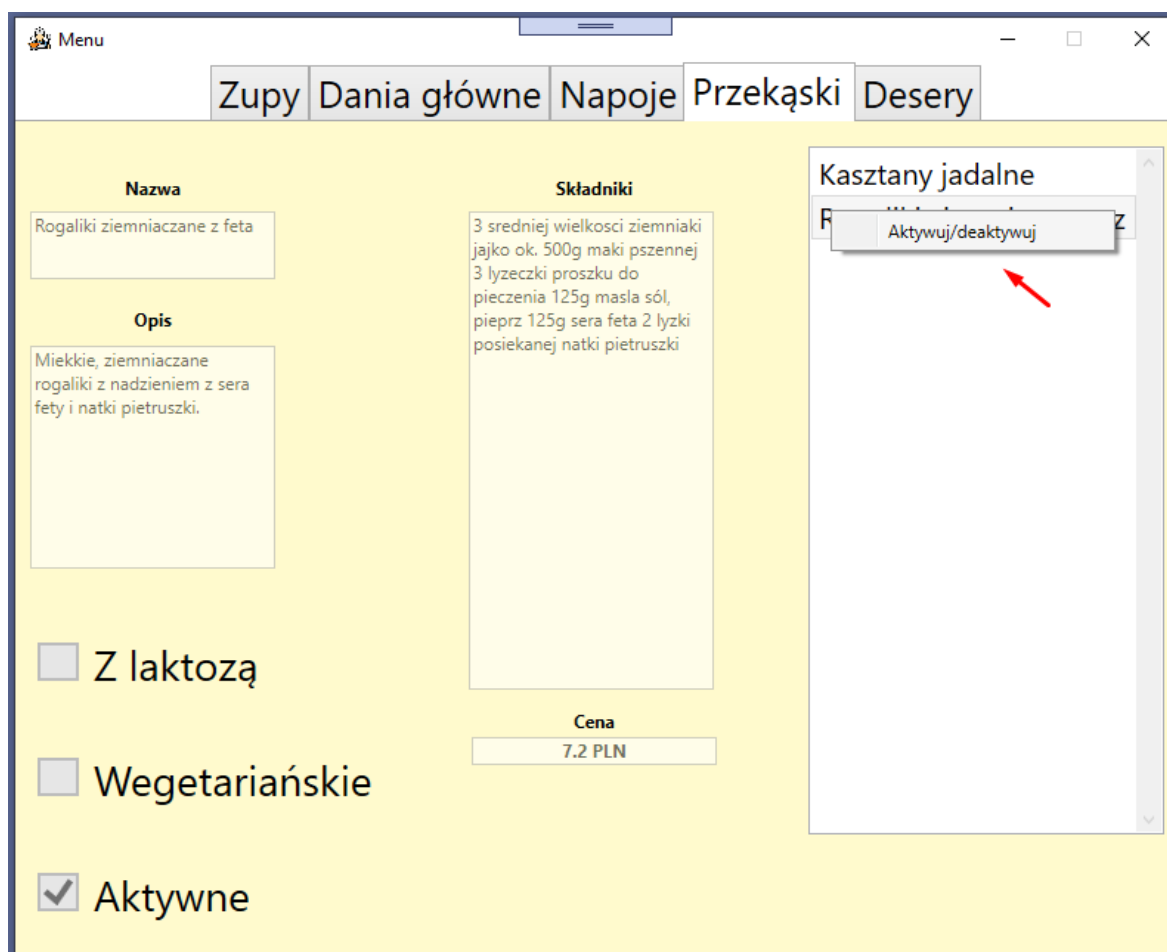 Menu
Zupy Dania główne Napoje Przekąski Desery
Nazwa
Rogaliki ziemniaczane z feta
Opis
Miekkie, ziemniaczane
rogaliki z nadzieniem z sera
fety i natki pietruszki.
Z laktozą
Wegetariańskie
Aktywne
Składniki
3 sredniej wielkosci ziemniaki
jajko ok. 500g maki pszennej
3 lyzeczki proszku do
pieczenia 125g masla sól,
pieprz 125g sera feta 2 lyzki
posiekanej natki pietruszki
Cena
7.2 PLN
Kasztany jadalne
Aktywuj/deaktywuj